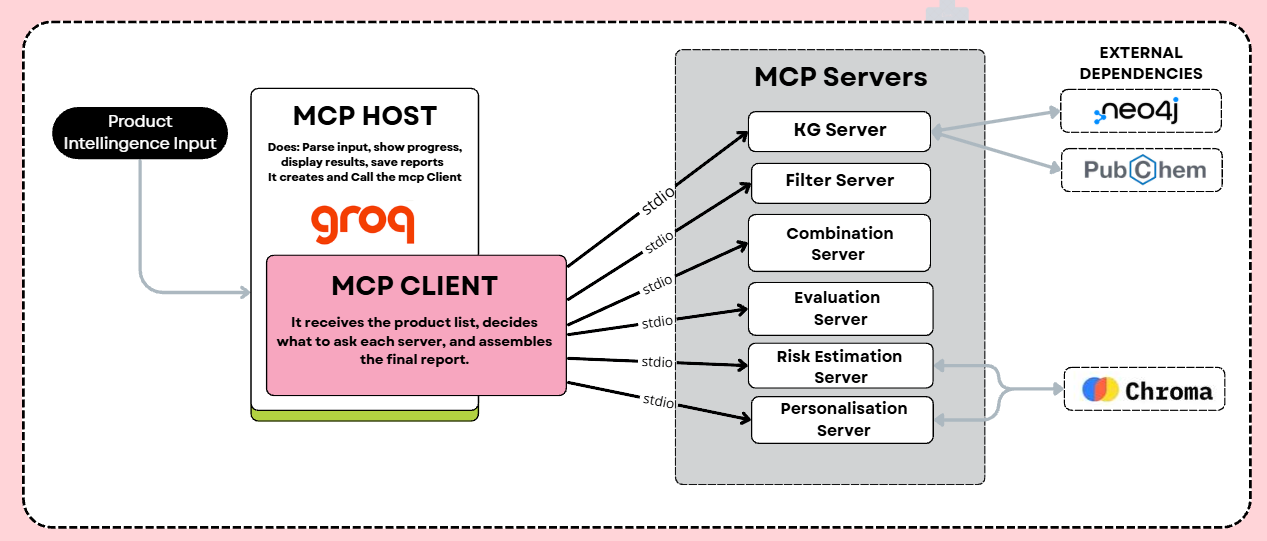 Product
Intellingence Input
MCP HOST
Does: Parse input, show progress,
display results, save reports
It creates and Call the mcp Client
groq
MCP CLIENT
It receives the product list, decides
what to ask each server, and assembles
the final report.
stdio
stdio
stdio
stdio
stdio
stdio
MCP Servers
KG Server
Filter Server
Combination
Server
Evaluation
Server
Risk Estimation
Server
Personalisation
Server
EXTERNAL
DEPENDENCIES
neo4j
PubChem
Chroma